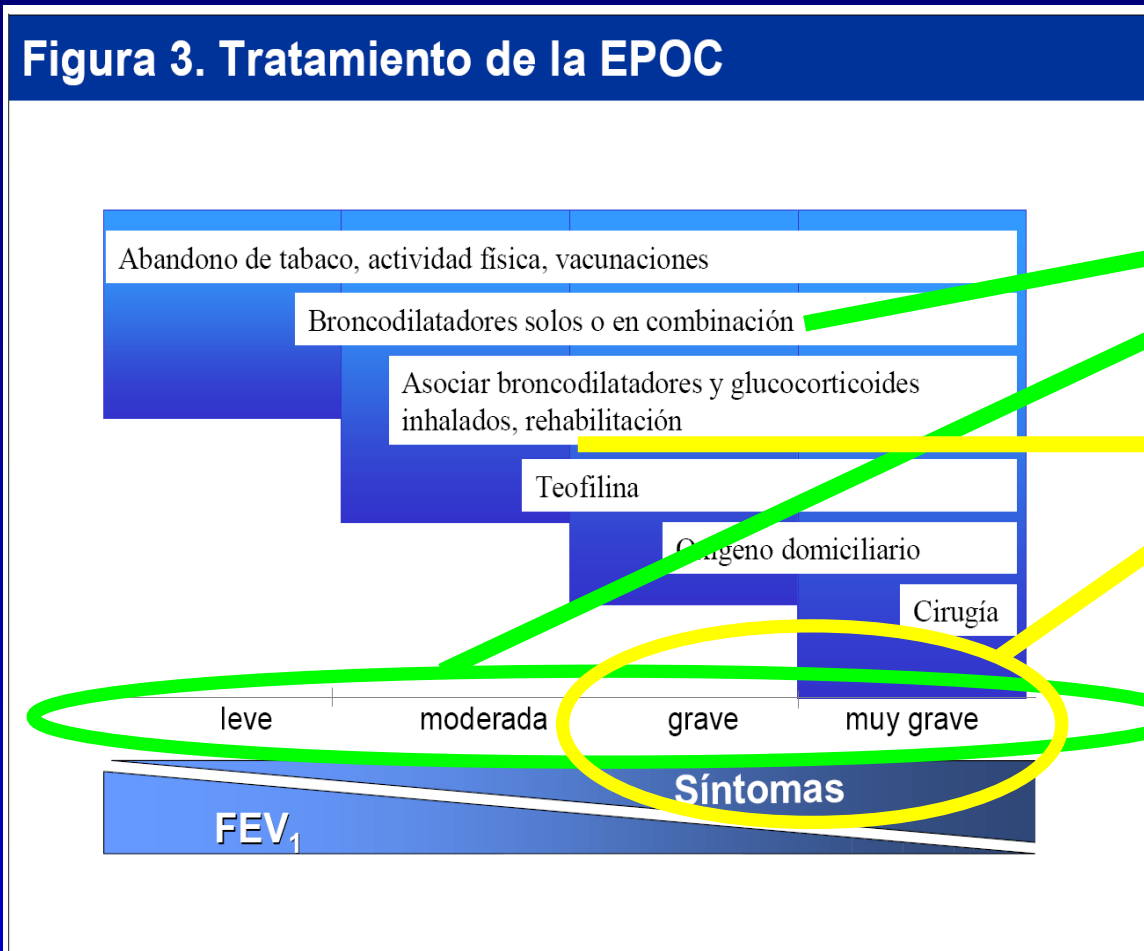 Figura 3. Tratamiento de la EPOC
Abandono de tabaco, actividad física, vacunaciones
Broncodilatadores solos o en combinación
Asociar broncodilatadores y glucocorticoides
inhalados, rehabilitación
Teofilina
Oxígeno domiciliario
Cirugía
leve moderada grave muy grave
Síntomas
FEV₁